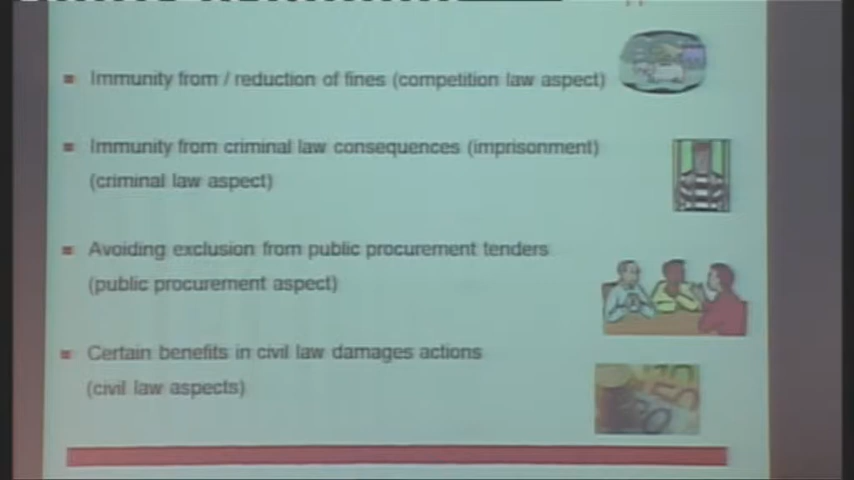 Immunity from / reduction of fines (competition law aspect)
Immunity from criminal law consequences (imprisonment)
(criminal law aspect)
Avoiding exclusion from public procurement tenders
(public procurement aspect)
Certain benefits in civil law damages actions
(civil law aspects)